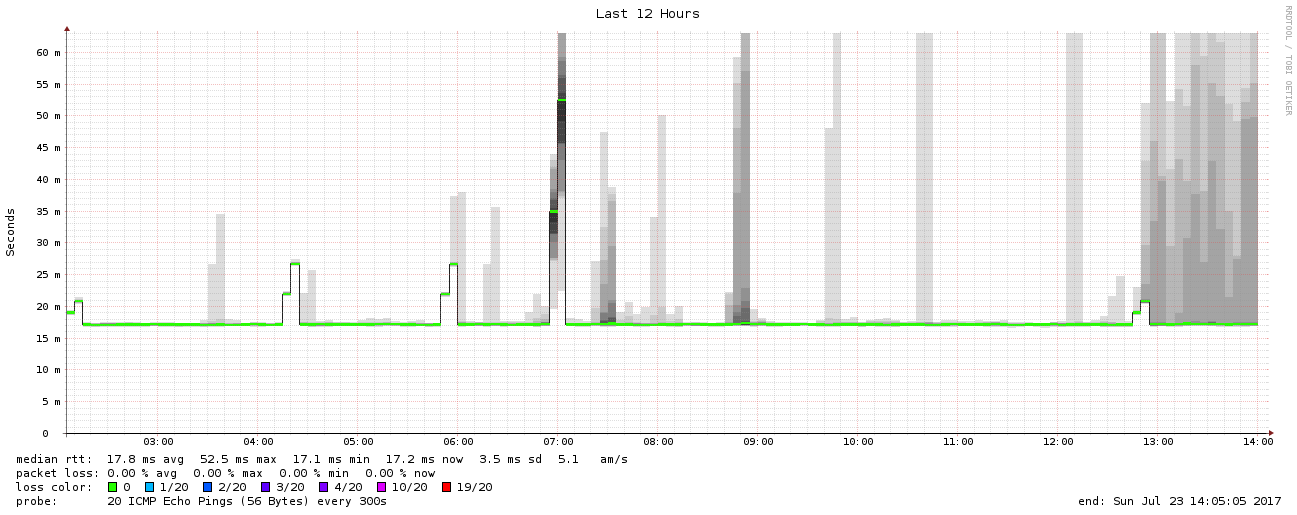 Last 12 Hours
RRDTOOL / TOBI OETIKER
Seconds
60 m
55 m
50 m
45 m
40 m
35 m
30 m
25 m
20 m
15 m
10 m
5 m
0
03:00 04:00 05:00 06:00 07:00 08:00 09:00 10:00 11:00 12:00 13:00 14:00
median rtt: 17.8 ms avg 52.5 ms max 17.1 ms min 17.2 ms now 3.5 ms sd 5.1 am/s
packet loss: 0.00 % avg 0.00 % max 0.00 % min 0.00 % now
loss color: 0 1/20 2/20 3/20 4/20 10/20 19/20
probe: 20 ICMP Echo Pings (56 Bytes) every 300s end: Sun Jul 23 14:05:05 2017